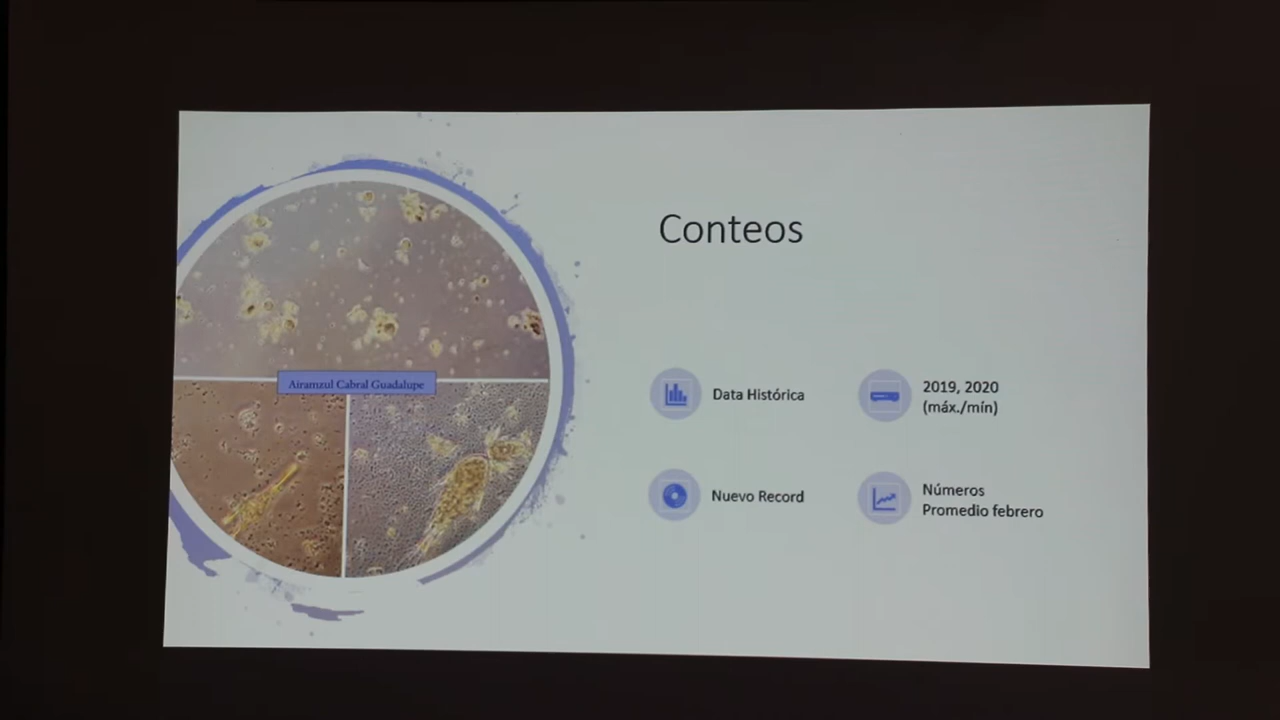 Conteos
Airamzul Cabral Guadalupe
Data Histórica
2019, 2020
(máx./mín)
Nuevo Record
Números
Promedio febrero